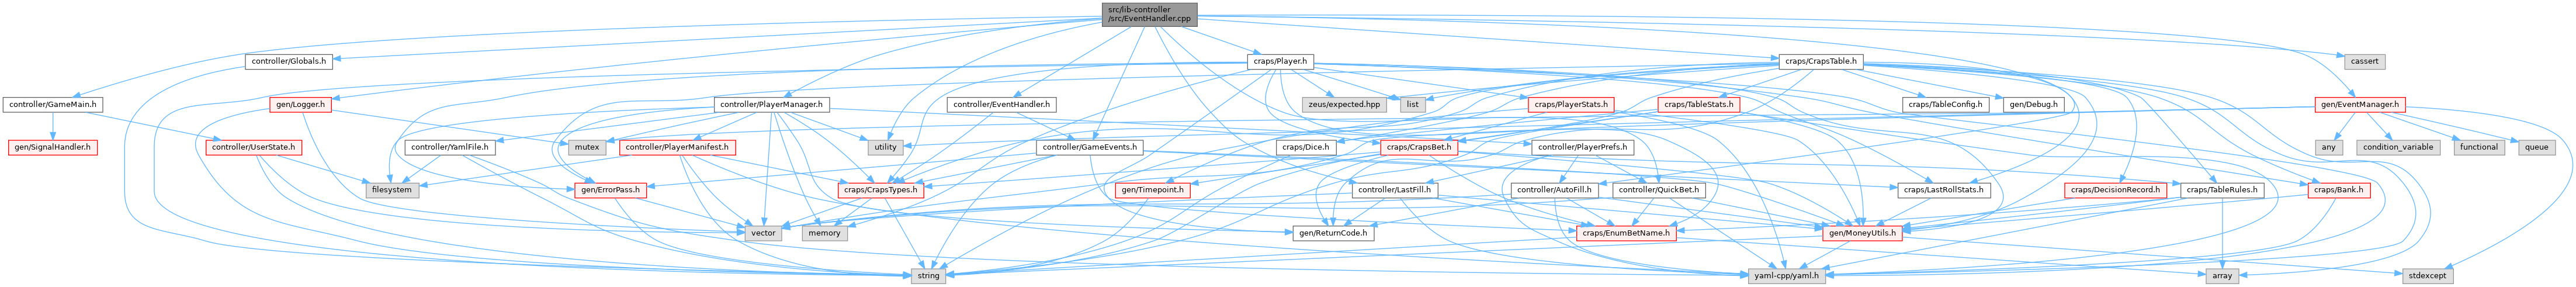 src/lib-controller
/src/EventHandler.cpp
controller/Globals.h
craps/Player.h
craps/CrapsTable.h
cassert
controller/GameMain.h
gen/Logger.h
controller/PlayerManager.h
controller/EventHandler.h
zeus/expected.hpp
list
craps/PlayerStats.h
craps/TableStats.h
craps/TableConfig.h
gen/Debug.h
gen/EventManager.h
gen/SignalHandler.h
controller/UserState.h
controller/YamlFile.h
mutex
controller/PlayerManifest.h
utility
controller/GameEvents.h
craps/Dice.h
craps/CrapsBet.h
controller/PlayerPrefs.h
any
condition_variable
functional
queue
filesystem
gen/ErrorPass.h
craps/CrapsTypes.h
gen/Timepoint.h
controller/LastFill.h
controller/AutoFill.h
controller/QuickBet.h
craps/LastRollStats.h
craps/DecisionRecord.h
craps/TableRules.h
craps/Bank.h
vector
memory
gen/ReturnCode.h
craps/EnumBetName.h
gen/MoneyUtils.h
string
yaml-cpp/yaml.h
array
stdexcept